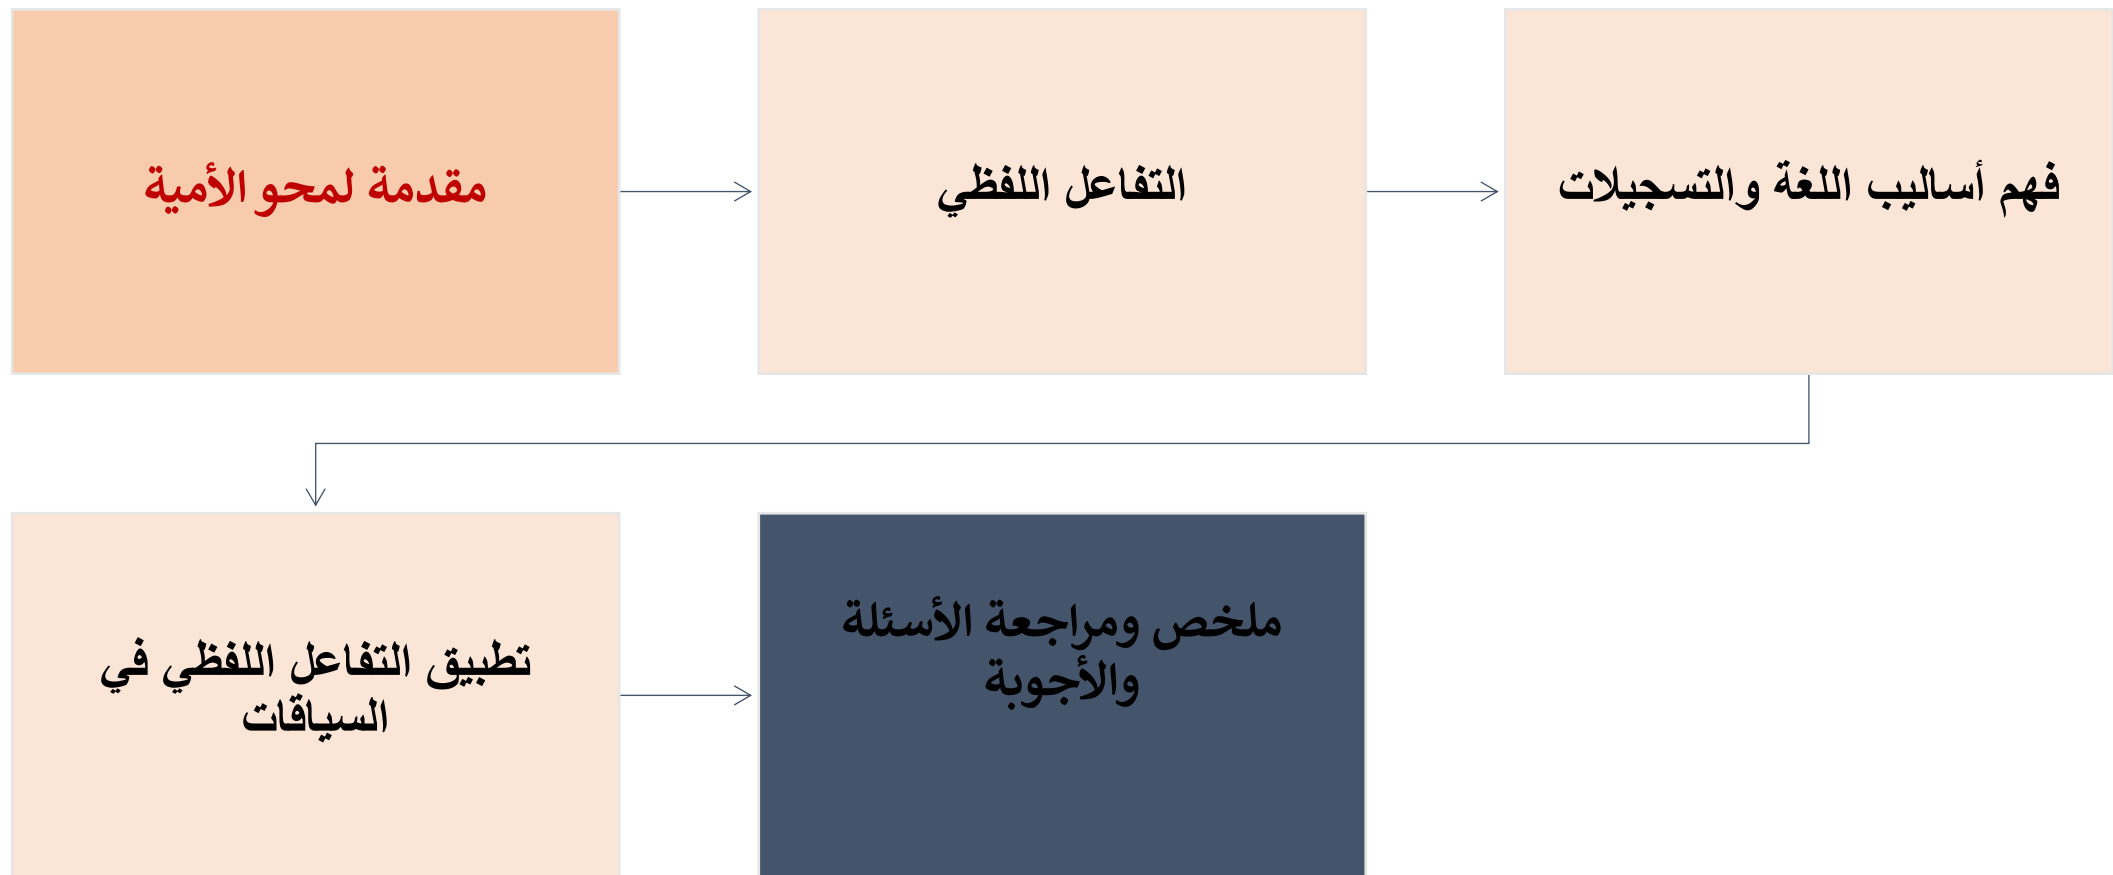 مقدمة لمحو الأمية
التفاعل اللفظي
فهم أساليب اللغة والتسجيلات
تطبيق التفاعل اللفظي في
السياقات
ملخص ومراجعة الأسئلة
والأجوبة